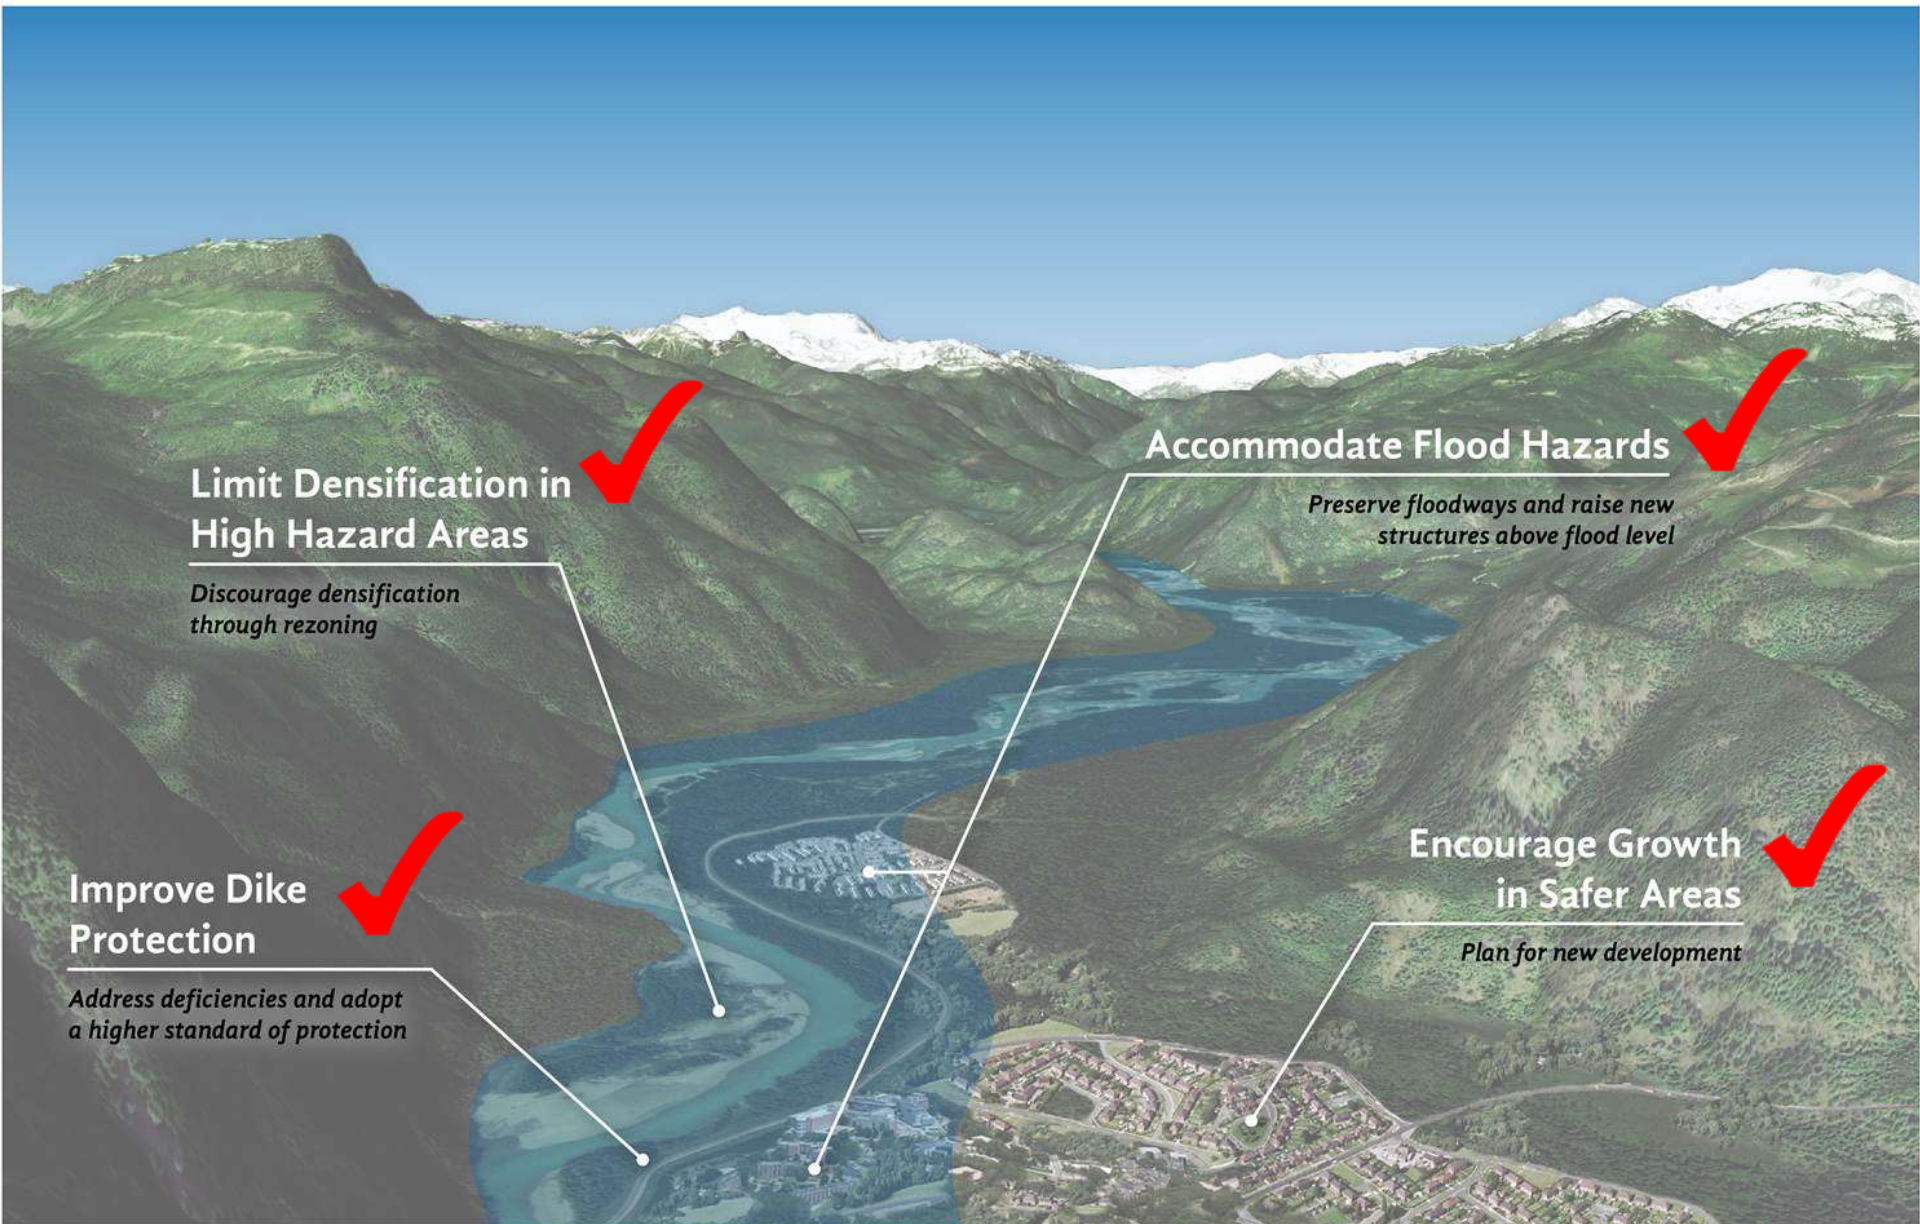 Limit Densification in
High Hazard Areas
Discourage densification
through rezoning
Accommodate Flood Hazards
Preserve floodways and raise new
structures above flood level
Improve Dike
Protection
Address deficiencies and adopt
a higher standard of protection
Encourage Growth
in Safer Areas
Plan for new development